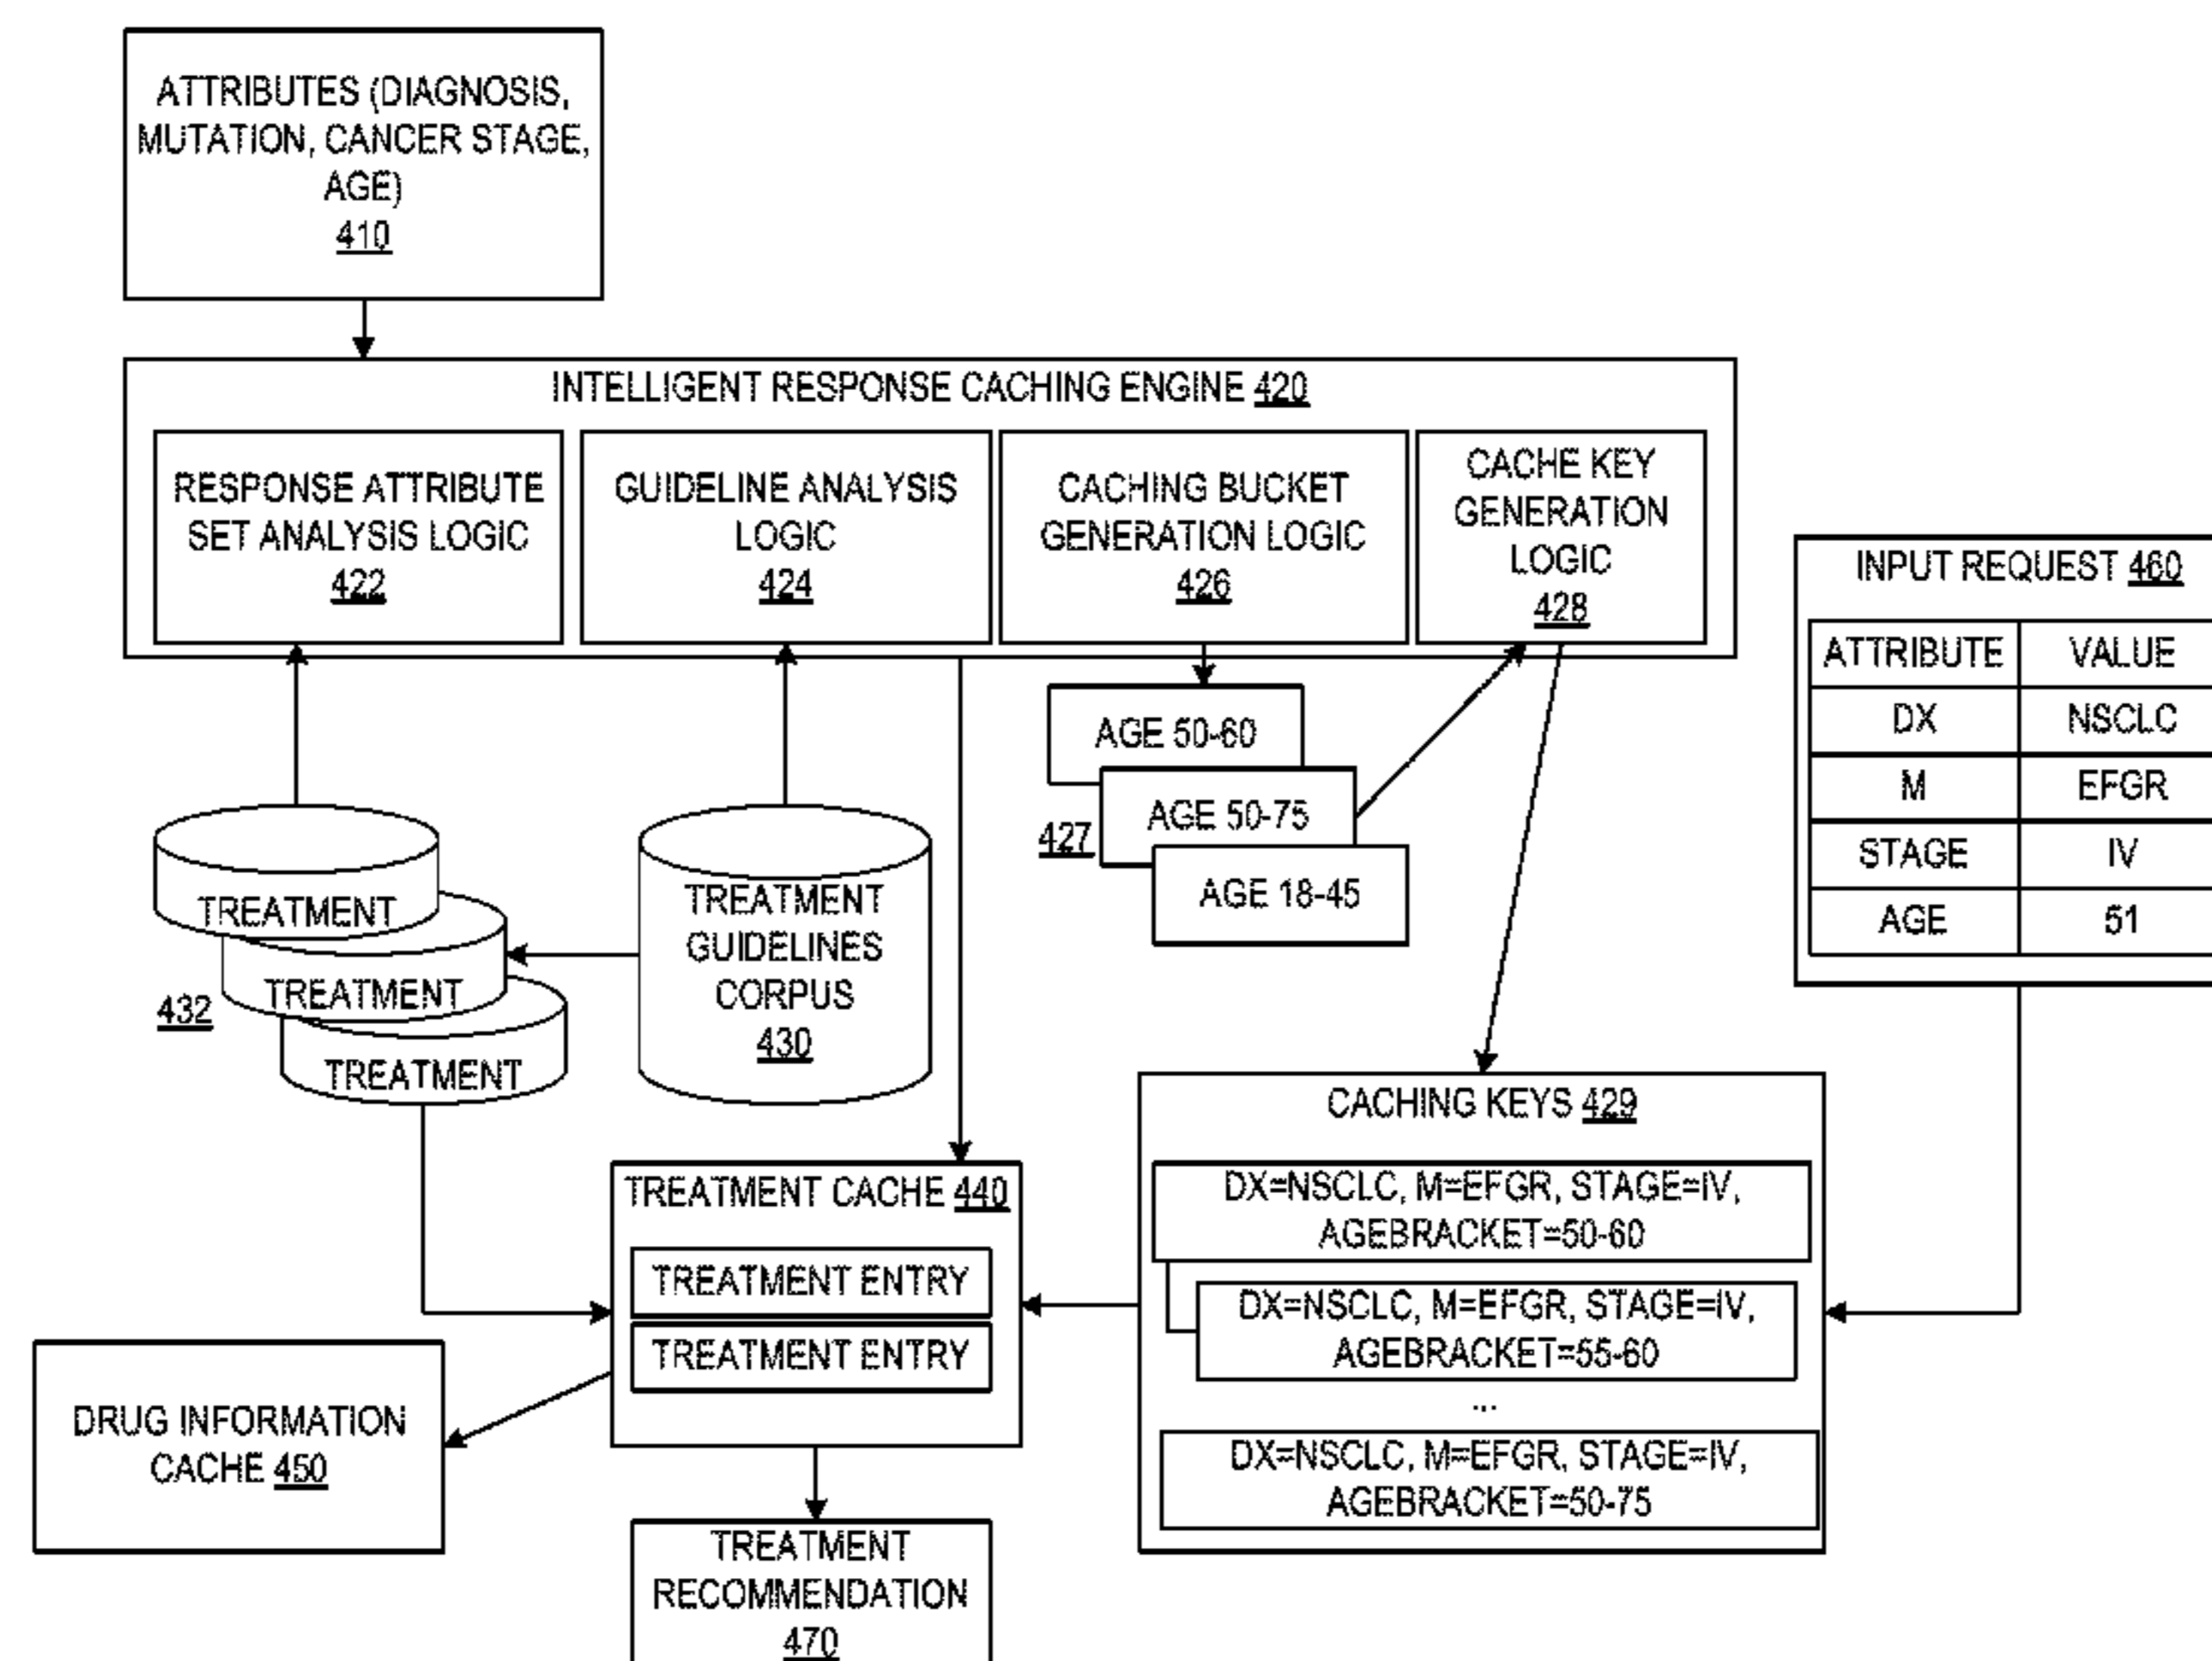 ATTRIBUTES (DIAGNOSIS,
MUTATION, CANCER STAGE,
AGE)
410
INTELLIGENT RESPONSE CACHING ENGINE 420
RESPONSE ATTRIBUTE
SET ANALYSIS LOGIC
422
GUIDELINE ANALYSIS
LOGIC
424
CACHING BUCKET
GENERATION LOGIC
426
CACHE KEY
GENERATION
LOGIC
428
INPUT REQUEST 460
ATTRIBUTE VALUE
DX NSCLC
M EFGR
STAGE IV
AGE 51
AGE 50-60
AGE 50-75
AGE 18-45
427
TREATMENT
TREATMENT
TREATMENT
432
TREATMENT
GUIDELINES
CORPUS
430
CACHING KEYS 429
DX=NSCLC, M=EFGR, STAGE=IV,
AGEBRACKET=50-60
DX=NSCLC, M=EFGR, STAGE=IV,
AGEBRACKET=55-60
...
DX=NSCLC, M=EFGR, STAGE=IV,
AGEBRACKET=50-75
TREATMENT CACHE 440
TREATMENT ENTRY
TREATMENT ENTRY
DRUG INFORMATION
CACHE 450
TREATMENT
RECOMMENDATION
470